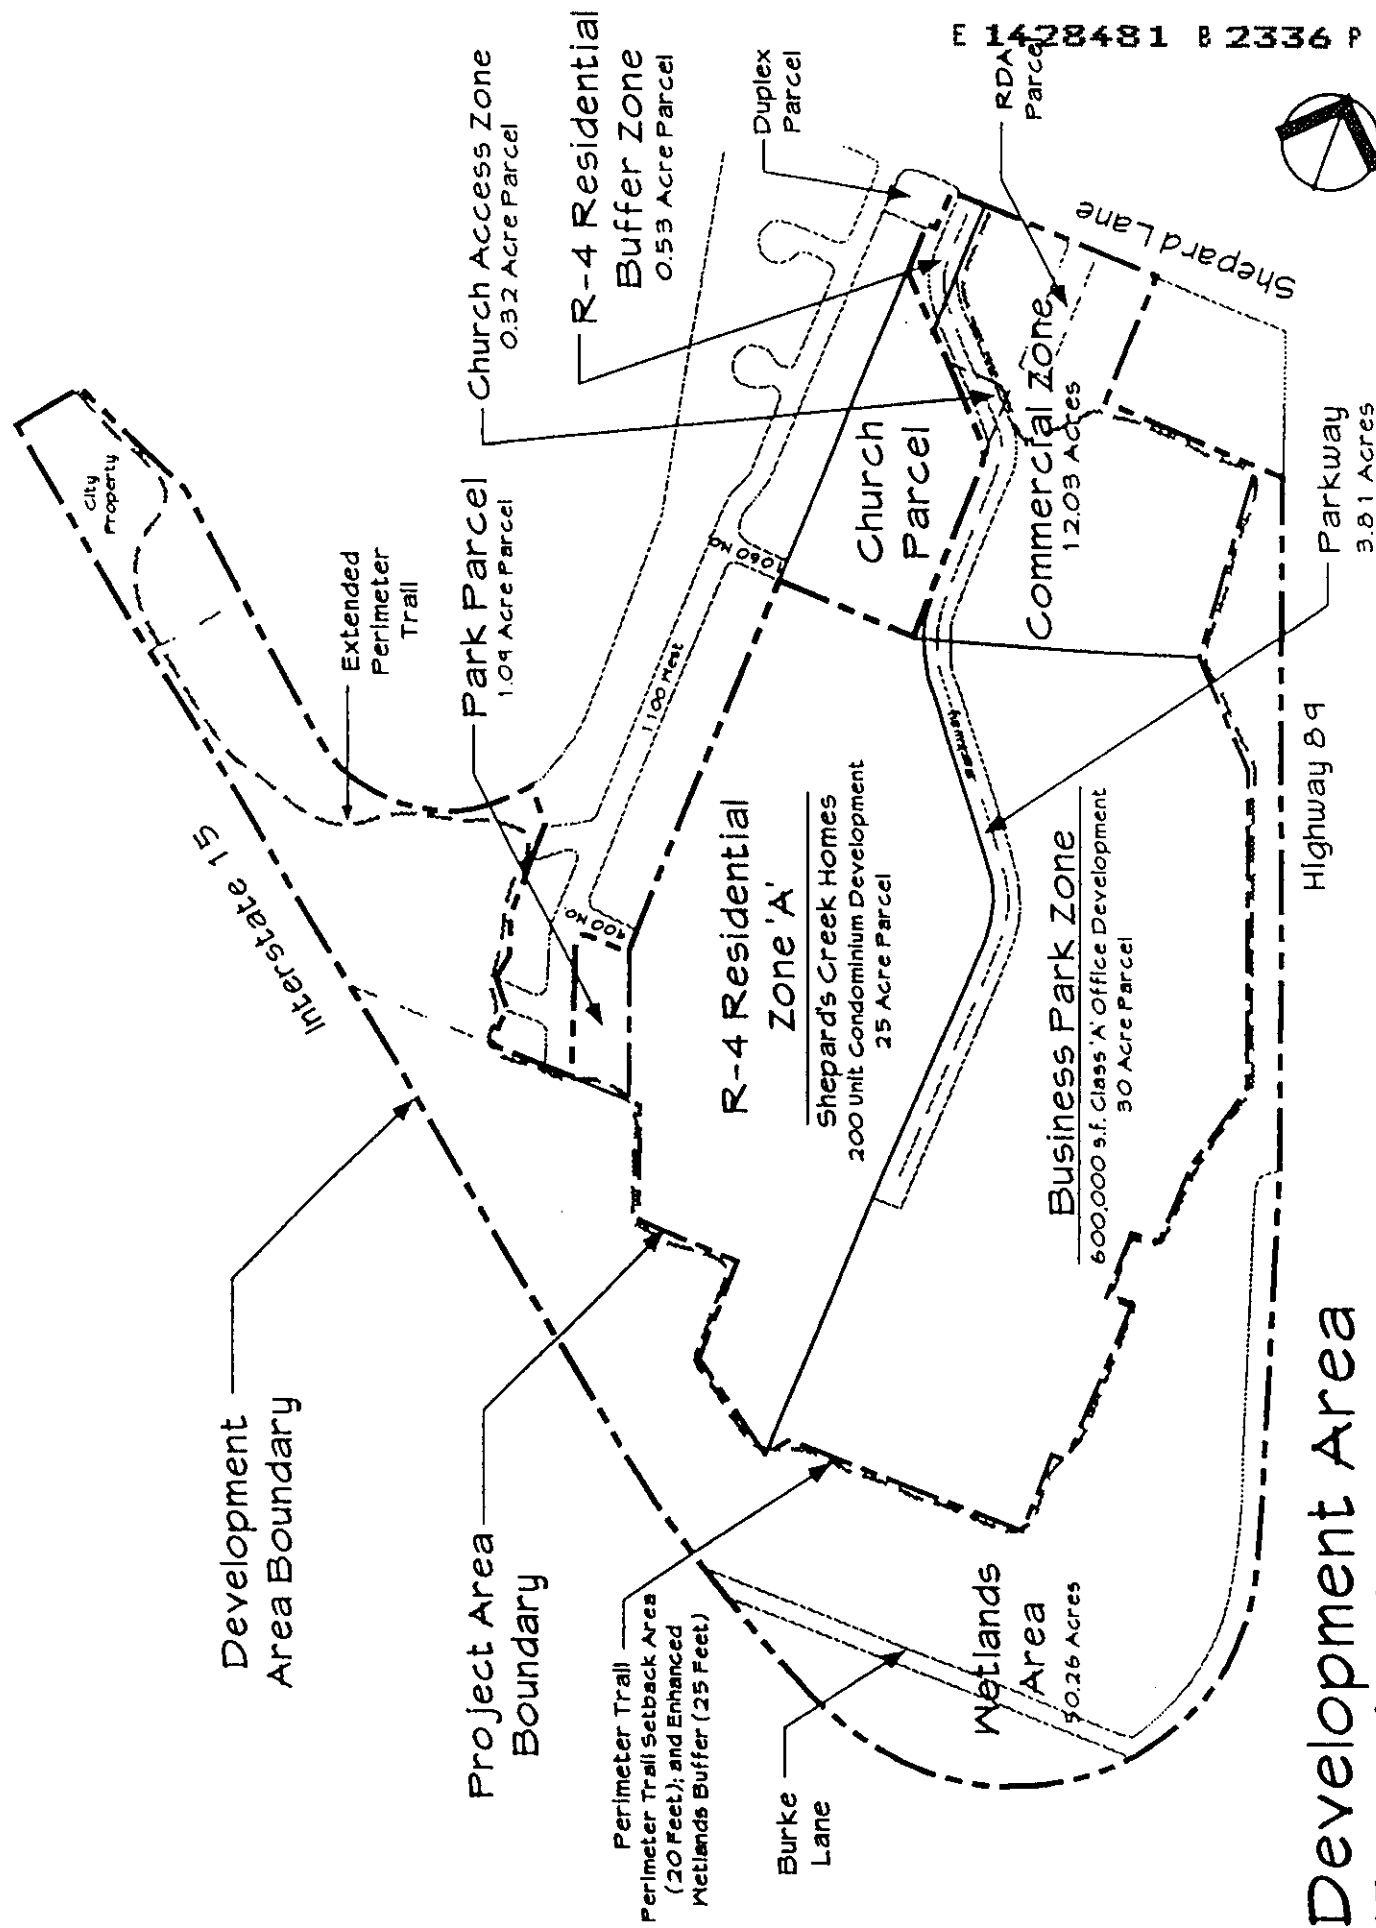 E 1428481 B 2336 P
Development
Area Boundary
Project Area
Boundary
Perimeter Trail
Perimeter Trail Setback Area
(20 Feet); and Enhanced
Wetlands Buffer (25 Feet)
Burke
Lane
Wetlands
Area
50.26 Acres
Interstate 15
City
Property
Extended
Perimeter
Trail
Park Parcel
1.09 Acre Parcel
Church Access Zone
0.32 Acre Parcel
R-4 Residential
Buffer Zone
0.53 Acre Parcel
Duplex
Parcel
RDA
Parcel
Shepard Lane
1100 West
1060 No.
900 No.
Church
Parcel
Commercial Zone
12.03 Acres
R-4 Residential
Zone 'A'
Shepard's Creek Homes
200 Unit Condominium Development
25 Acre Parcel
Parkway
Business Park Zone
600,000 s.f. Class 'A' Office Development
30 Acre Parcel
Parkway
3.81 Acres
Highway 89
Development Area